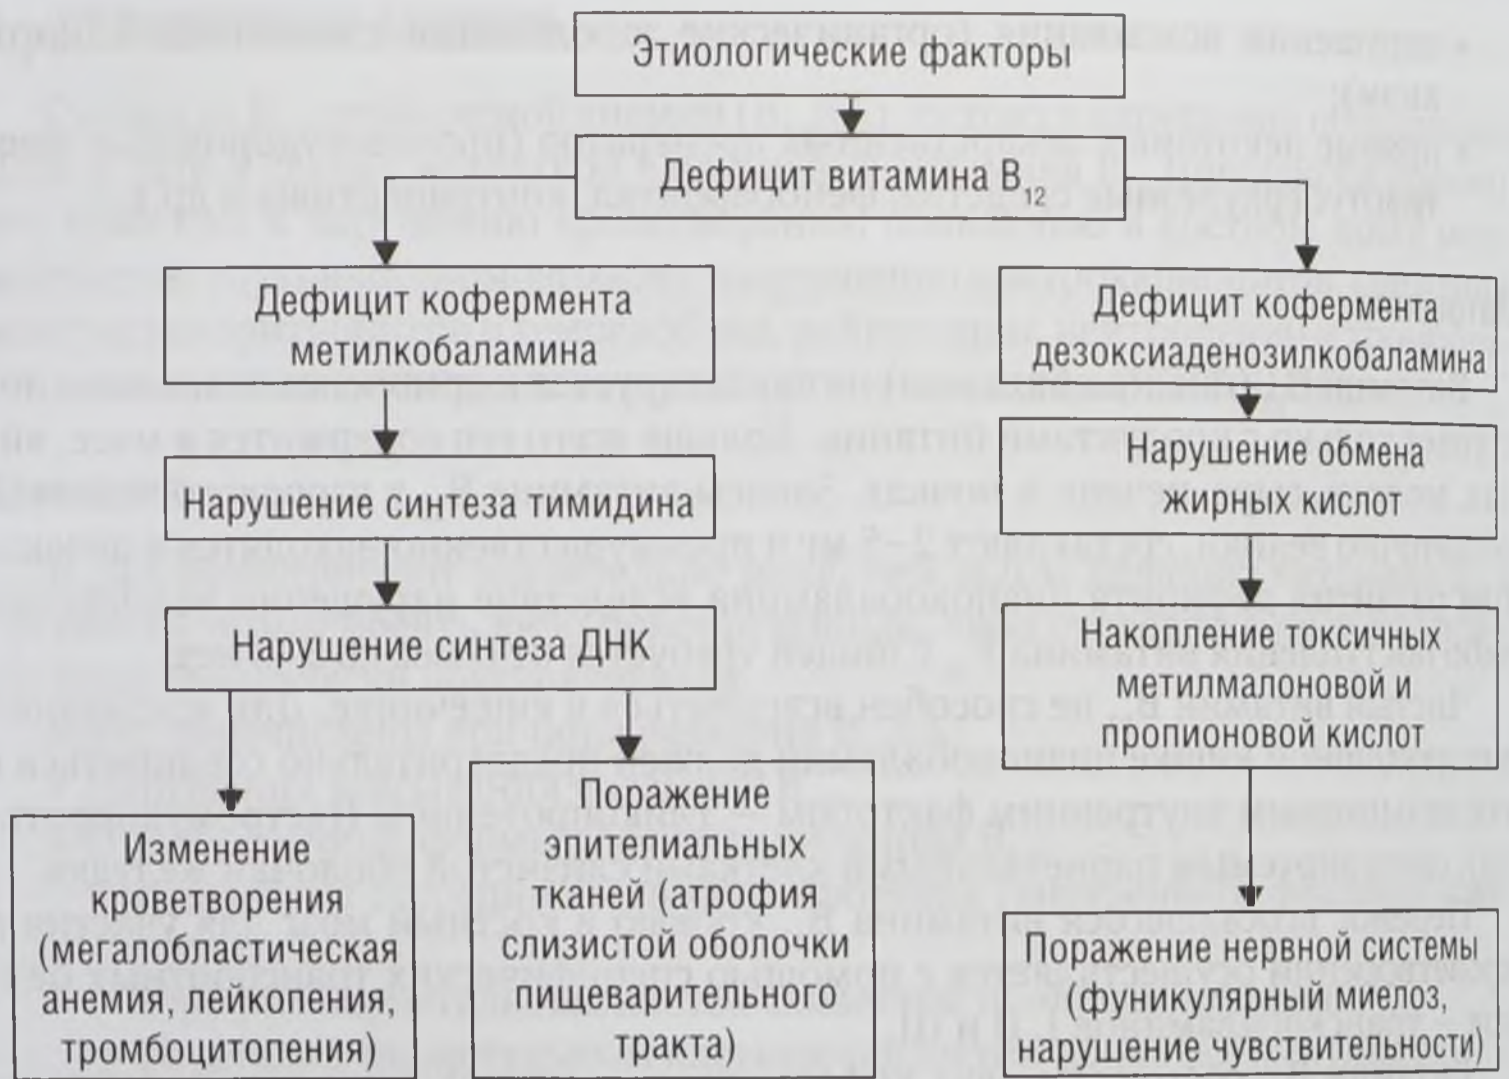 Этиологические факторы
Дефицит витамина B12
Дефицит кофермента
метилкобаламина
Нарушение синтеза тимидина
Нарушение синтеза ДНК
Изменение
кроветворения
(мегалобластическая
анемия, лейкопения,
тромбоцитопения)
Поражение
эпителиальных
тканей (атрофия
слизистой оболочки
пищеварительного
тракта)
Дефицит кофермента
дезоксиаденозилкобаламина
Нарушение обмена
жирных кислот
Накопление токсичных
метилмалоновой и
пропионовой кислот
Поражение нервной системы
(фуникулярный миелоз,
нарушение чувствительности)